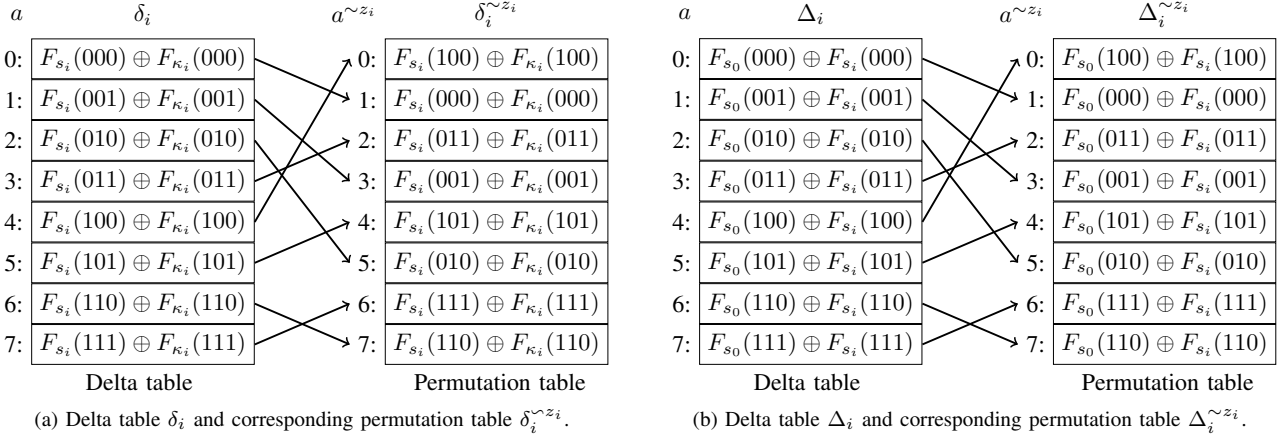 a δ_i a^{∼z_i} δ_i^{∼z_i} a Δ_i a^{∼z_i} Δ_i^{∼z_i}
0: F_{s_i}(000) ⊕ F_{κ_i}(000) 0: F_{s_i}(100) ⊕ F_{κ_i}(100) 0: F_{s_0}(000) ⊕ F_{s_i}(000) 0: F_{s_0}(100) ⊕ F_{s_i}(100)
1: F_{s_i}(001) ⊕ F_{κ_i}(001) 1: F_{s_i}(000) ⊕ F_{κ_i}(000) 1: F_{s_0}(001) ⊕ F_{s_i}(001) 1: F_{s_0}(000) ⊕ F_{s_i}(000)
2: F_{s_i}(010) ⊕ F_{κ_i}(010) 2: F_{s_i}(011) ⊕ F_{κ_i}(011) 2: F_{s_0}(010) ⊕ F_{s_i}(010) 2: F_{s_0}(011) ⊕ F_{s_i}(011)
3: F_{s_i}(011) ⊕ F_{κ_i}(011) 3: F_{s_i}(001) ⊕ F_{κ_i}(001) 3: F_{s_0}(011) ⊕ F_{s_i}(011) 3: F_{s_0}(001) ⊕ F_{s_i}(001)
4: F_{s_i}(100) ⊕ F_{κ_i}(100) 4: F_{s_i}(101) ⊕ F_{κ_i}(101) 4: F_{s_0}(100) ⊕ F_{s_i}(100) 4: F_{s_0}(101) ⊕ F_{s_i}(101)
5: F_{s_i}(101) ⊕ F_{κ_i}(101) 5: F_{s_i}(010) ⊕ F_{κ_i}(010) 5: F_{s_0}(101) ⊕ F_{s_i}(101) 5: F_{s_0}(010) ⊕ F_{s_i}(010)
6: F_{s_i}(110) ⊕ F_{κ_i}(110) 6: F_{s_i}(111) ⊕ F_{κ_i}(111) 6: F_{s_0}(110) ⊕ F_{s_i}(110) 6: F_{s_0}(111) ⊕ F_{s_i}(111)
7: F_{s_i}(111) ⊕ F_{κ_i}(111) 7: F_{s_i}(110) ⊕ F_{κ_i}(110) 7: F_{s_0}(111) ⊕ F_{s_i}(111) 7: F_{s_0}(110) ⊕ F_{s_i}(110)
Delta table Permutation table Delta table Permutation table
(a) Delta table δ_i and corresponding permutation table δ_i^{∼z_i}. (b) Delta table Δ_i and corresponding permutation table Δ_i^{∼z_i}.